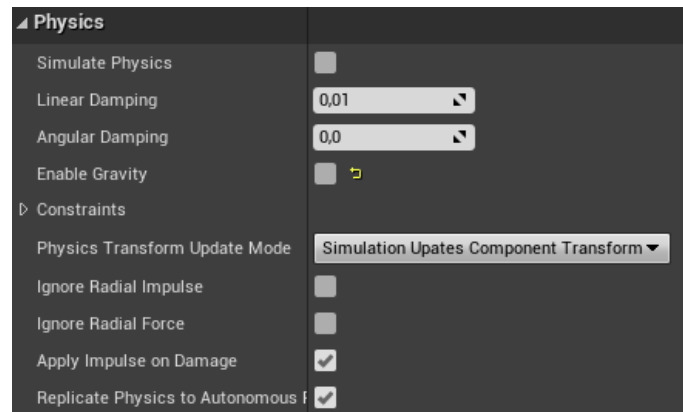 Physics
Simulate Physics
Linear Damping 0,01
Angular Damping 0,0
Enable Gravity
Constraints
Physics Transform Update Mode Simulation Upates Component Transform
Ignore Radial Impulse
Ignore Radial Force
Apply Impulse on Damage
Replicate Physics to Autonomous